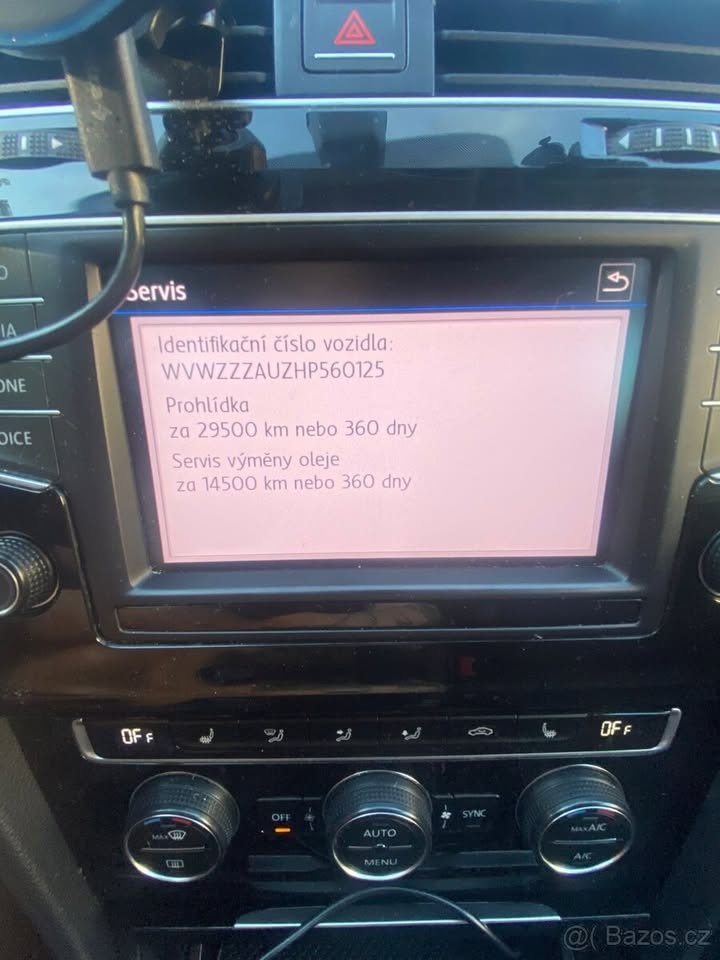 Servis
Identifikační číslo vozidla:
WVWZZZAUZHP560125
Prohlídka
za 29500 km nebo 360 dny
Servis výměny oleje
za 14500 km nebo 360 dny
OFF
OFF
MAX
OFF
AUTO
MENU
SYNC
MAX A/C
A/C
@( Bazos.cz